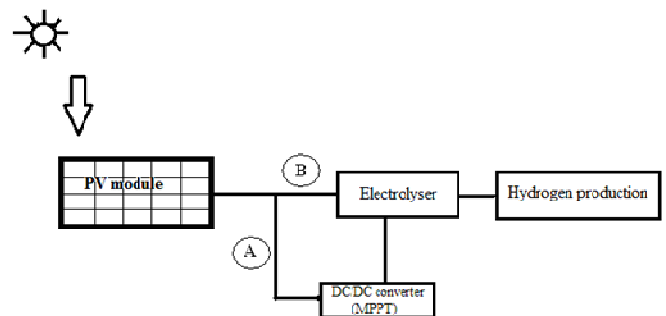 PV module
B
Electrolyser
Hydrogen production
A
DC/DC converter
(MPPT)